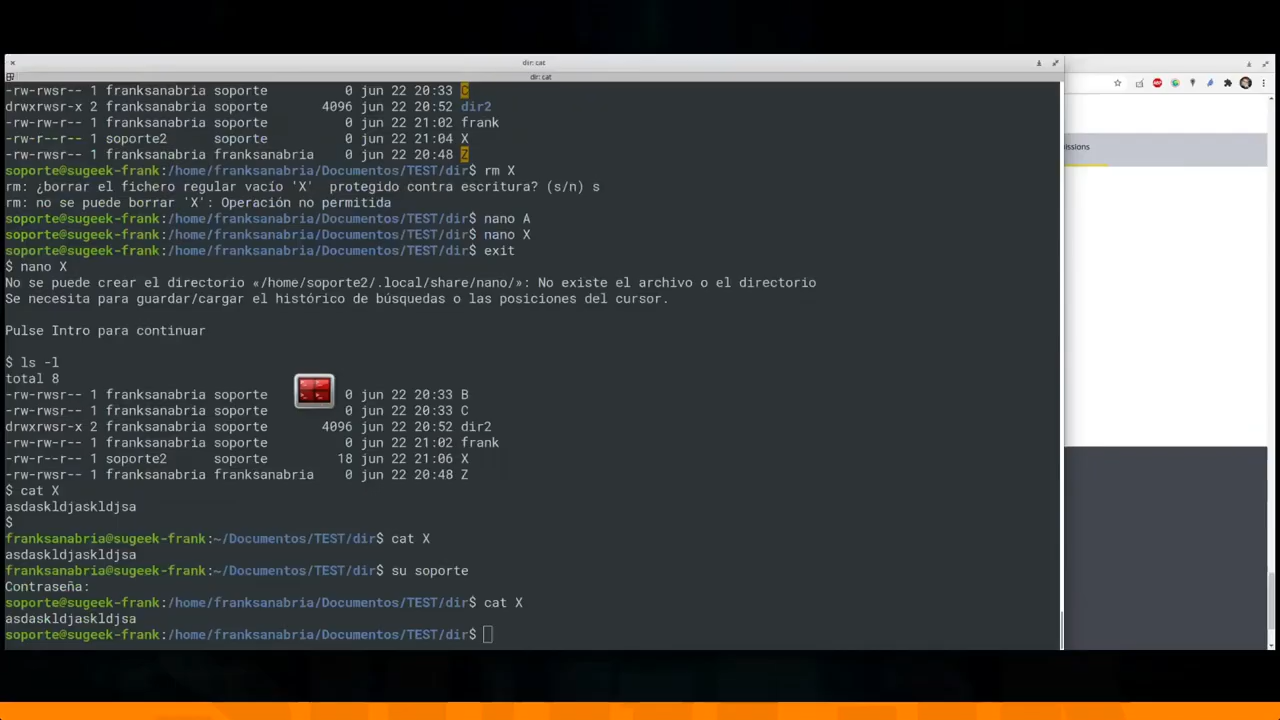 dir: cat
dir: cat
-rw-rwsr-- 1 franksanabria soporte 0 jun 22 20:33 C
drwxrwsr-x 2 franksanabria soporte 4096 jun 22 20:52 dir2
-rw-rw-r-- 1 franksanabria soporte 0 jun 22 21:02 frank
-rw-r--r-- 1 soporte2 soporte 0 jun 22 21:04 X
-rw-rwsr-- 1 franksanabria franksanabria 0 jun 22 20:48 Z
soporte@sugeek-frank:/home/franksanabria/Documentos/TEST/dir$ rm X
rm: ¿borrar el fichero regular vacío 'X' protegido contra escritura? (s/n) s
rm: no se puede borrar 'X': Operación no permitida
soporte@sugeek-frank:/home/franksanabria/Documentos/TEST/dir$ nano A
soporte@sugeek-frank:/home/franksanabria/Documentos/TEST/dir$ nano X
soporte@sugeek-frank:/home/franksanabria/Documentos/TEST/dir$ exit
$ nano X
No se puede crear el directorio «/home/soporte2/.local/share/nano/»: No existe el archivo o el directorio
Se necesita para guardar/cargar el histórico de búsquedas o las posiciones del cursor.
Pulse Intro para continuar
$ ls -l
total 8
-rw-rwsr-- 1 franksanabria soporte 0 jun 22 20:33 B
-rw-rwsr-- 1 franksanabria soporte 0 jun 22 20:33 C
drwxrwsr-x 2 franksanabria soporte 4096 jun 22 20:52 dir2
-rw-rw-r-- 1 franksanabria soporte 0 jun 22 21:02 frank
-rw-r--r-- 1 soporte2 soporte 18 jun 22 21:06 X
-rw-rwsr-- 1 franksanabria franksanabria 0 jun 22 20:48 Z
$ cat X
asdaskldjaskldjsa
$
franksanabria@sugeek-frank:~/Documentos/TEST/dir$ cat X
asdaskldjaskldjsa
franksanabria@sugeek-frank:~/Documentos/TEST/dir$ su soporte
Contraseña:
soporte@sugeek-frank:/home/franksanabria/Documentos/TEST/dir$ cat X
asdaskldjaskldjsa
soporte@sugeek-frank:/home/franksanabria/Documentos/TEST/dir$
issions